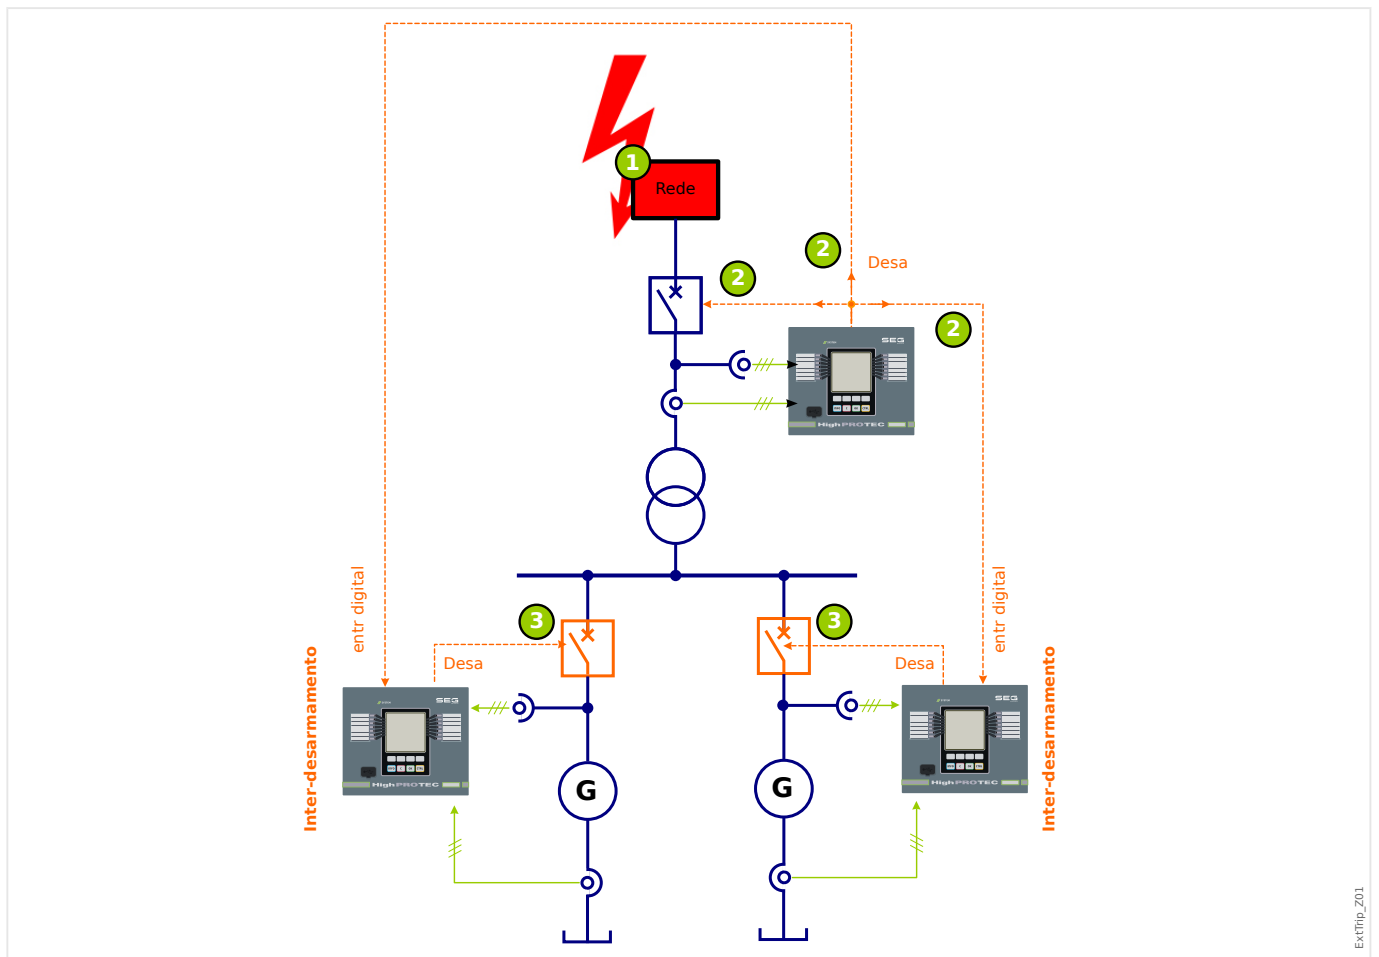 1
Rede
2
Desa
2
2
SEG
HighPROTEC
entr digital
entr digital
3
3
Desa
Desa
Inter-desarmamento
Inter-desarmamento
SEG
SEG
HighPROTEC
HighPROTEC
G
G
ExtTrip_Z01